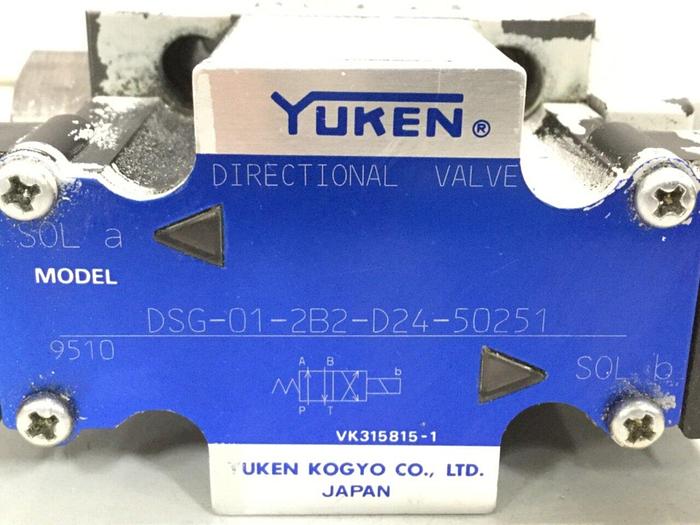 YUKEN®
DIRECTIONAL VALVE
SOL a
MODEL
DSG-01-2B2-D24-50251
9510
A B
b
SOL b
P T
VK315815-1
YUKEN KOGYO CO., LTD.
JAPAN